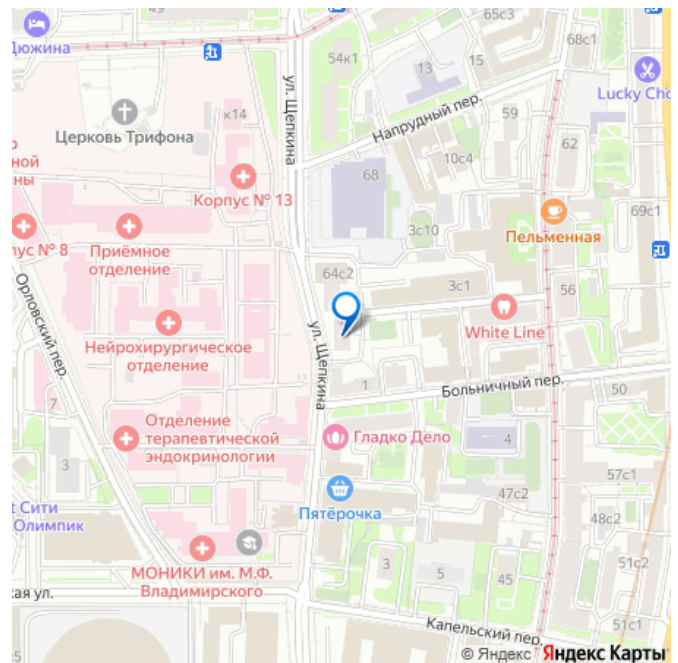 65с3
68с1
Дюжина
54к1
13
15
Lucky Cho
ул. Щепкина
Напрудный пер.
к14
59
Церковь Трифона
62
10с4
ной
ны
68
Корпус № 13
69с1
3с10
Пельменная
пус № 8
Приёмное
отделение
64с2
3с1
56
Орловский пер.
White Line
ул. Щепкина
Нейрохирургическое
отделение
1
Больничный пер.
50
7
Отделение
терапевтической
эндокринологии
Гладко Дело
4
3
57с1
47с2
т Сити
Олимпик
Пятёрочка
48с2
3
5
45
51с2
МОНИКИ им. М.Ф.
Владимирского
кая ул.
Капельский пер.
51с1
© Яндекс Яндекс Карты